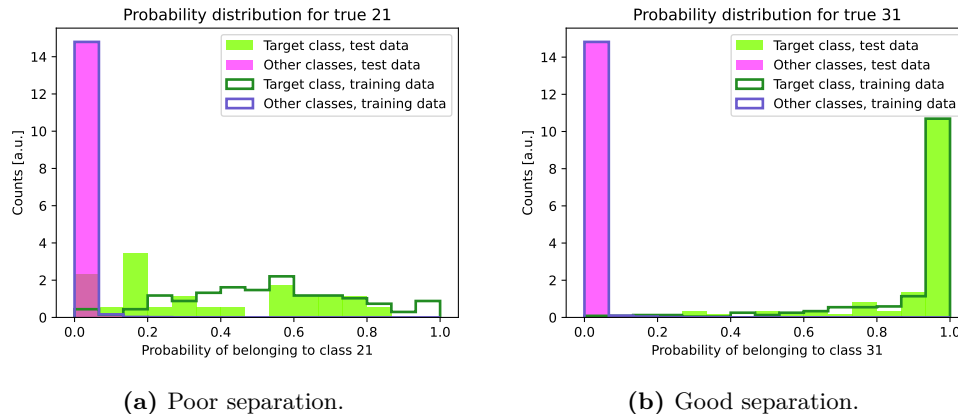 Probability distribution for true 21
Counts [a.u.]
14
12
10
8
6
4
2
0
Target class, test data
Other classes, test data
Target class, training data
Other classes, training data
0.0 0.2 0.4 0.6 0.8 1.0
Probability of belonging to class 21
(a) Poor separation.
Probability distribution for true 31
Counts [a.u.]
14
12
10
8
6
4
2
0
Target class, test data
Other classes, test data
Target class, training data
Other classes, training data
0.0 0.2 0.4 0.6 0.8 1.0
Probability of belonging to class 31
(b) Good separation.